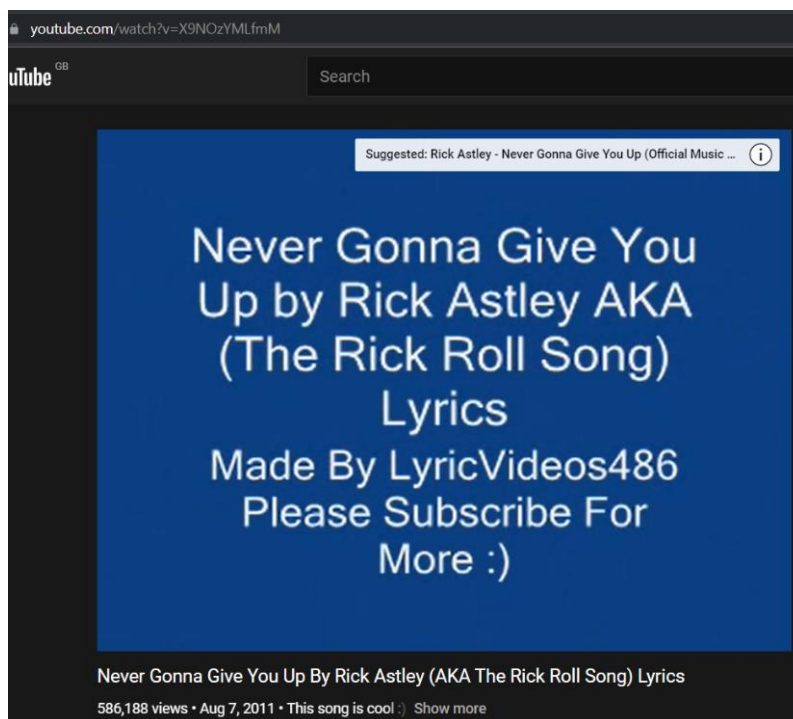 youtube.com/watch?v=X9NOzYMLfmM
uTube GB
Search
Suggested: Rick Astley - Never Gonna Give You Up (Official Music ...
Never Gonna Give You
Up by Rick Astley AKA
(The Rick Roll Song)
Lyrics
Made By LyricVideos486
Please Subscribe For
More :)
Never Gonna Give You Up By Rick Astley (AKA The Rick Roll Song) Lyrics
586,188 views • Aug 7, 2011 • This song is cool :) Show more